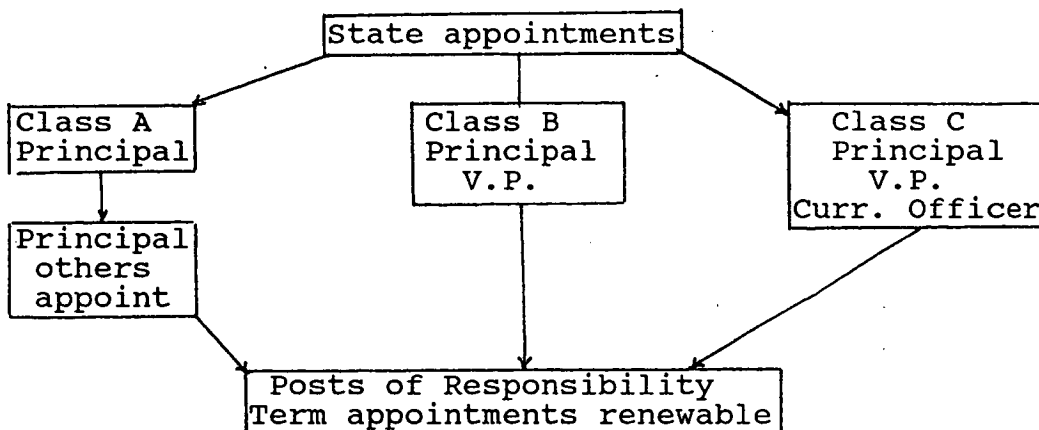 State appointments
Class A
Principal
Class B
Principal
V.P.
Class C
Principal
V.P.
Curr. Officer
Principal
others
appoint
Posts of Responsibility
Term appointments renewable